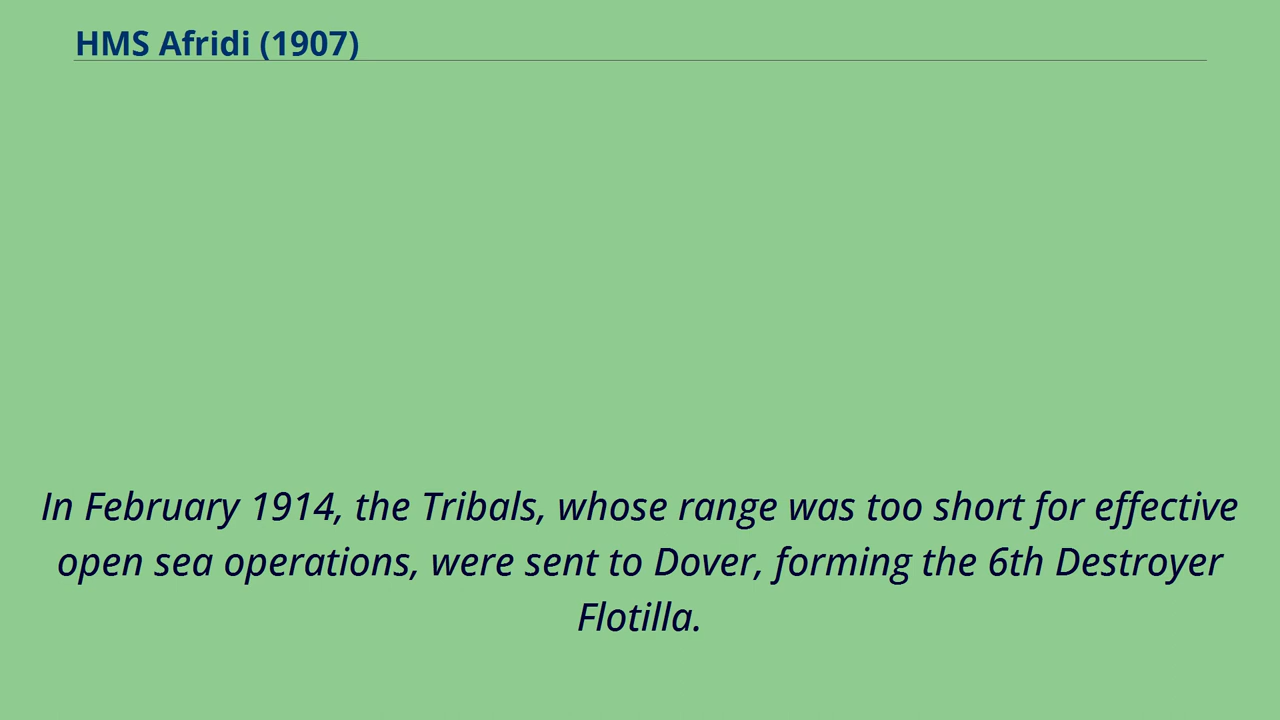 HMS Afridi (1907)
In February 1914, the Tribals, whose range was too short for effective
open sea operations, were sent to Dover, forming the 6th Destroyer
Flotilla.